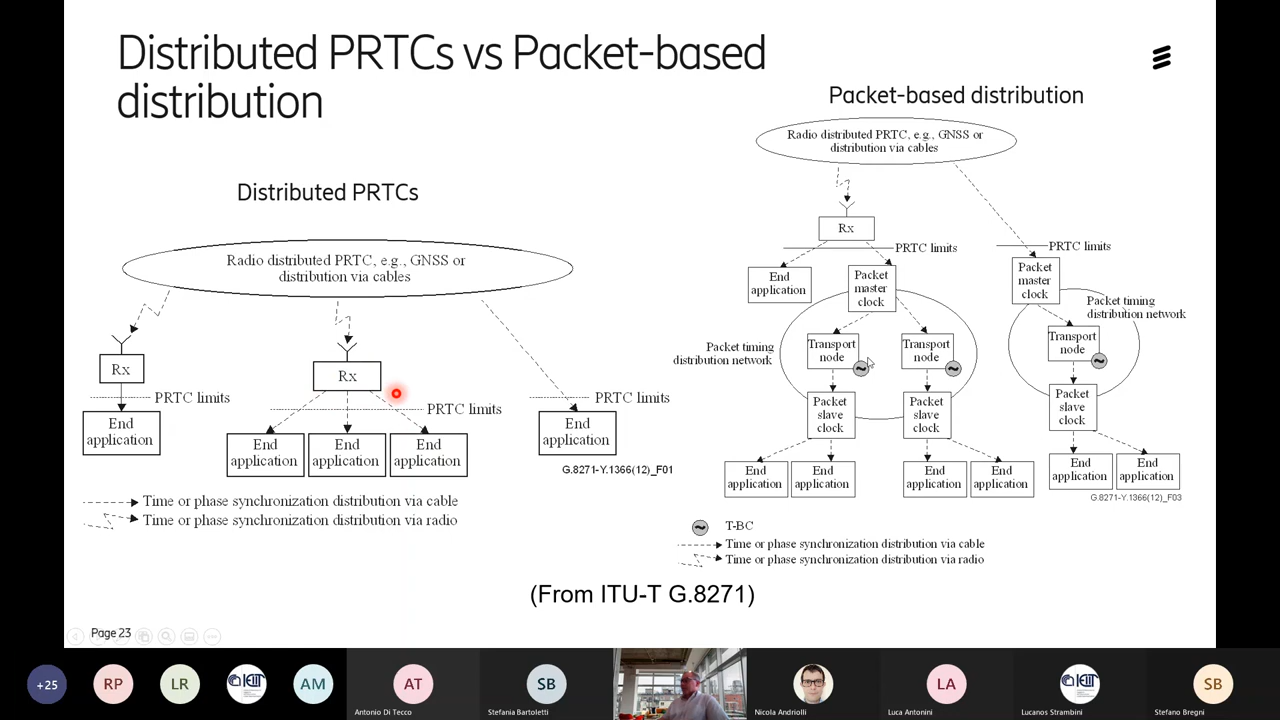 Distributed PRTCs vs Packet-based
distribution
Distributed PRTCs
Radio distributed PRTC, e.g., GNSS or
distribution via cables
Rx
PRTC limits
End
application
Rx
PRTC limits
End
application
End
application
End
application
PRTC limits
End
application
G.8271-Y.1366(12)_F01
Time or phase synchronization distribution via cable
Time or phase synchronization distribution via radio
Packet-based distribution
Radio distributed PRTC, e.g., GNSS or
distribution via cables
Rx
PRTC limits
End
application
Packet
master
clock
Packet timing
distribution network
Transport
node
Transport
node
Packet
slave
clock
Packet
slave
clock
End
application
End
application
End
application
End
application
PRTC limits
Packet
master
clock
Packet timing
distribution network
Transport
node
Packet
slave
clock
End
application
End
application
G.8271-Y.1366(12)_F03
T-BC
Time or phase synchronization distribution via cable
Time or phase synchronization distribution via radio
(From ITU-T G.8271)
Page 23
+25
RP
LR
IEIIT
AM
AT
Antonio Di Tecco
SB
Stefania Bartoletti
Nicola Andriolli
LA
Luca Antonini
IEIIT
Lucanos Strambini
SB
Stefano Bregni